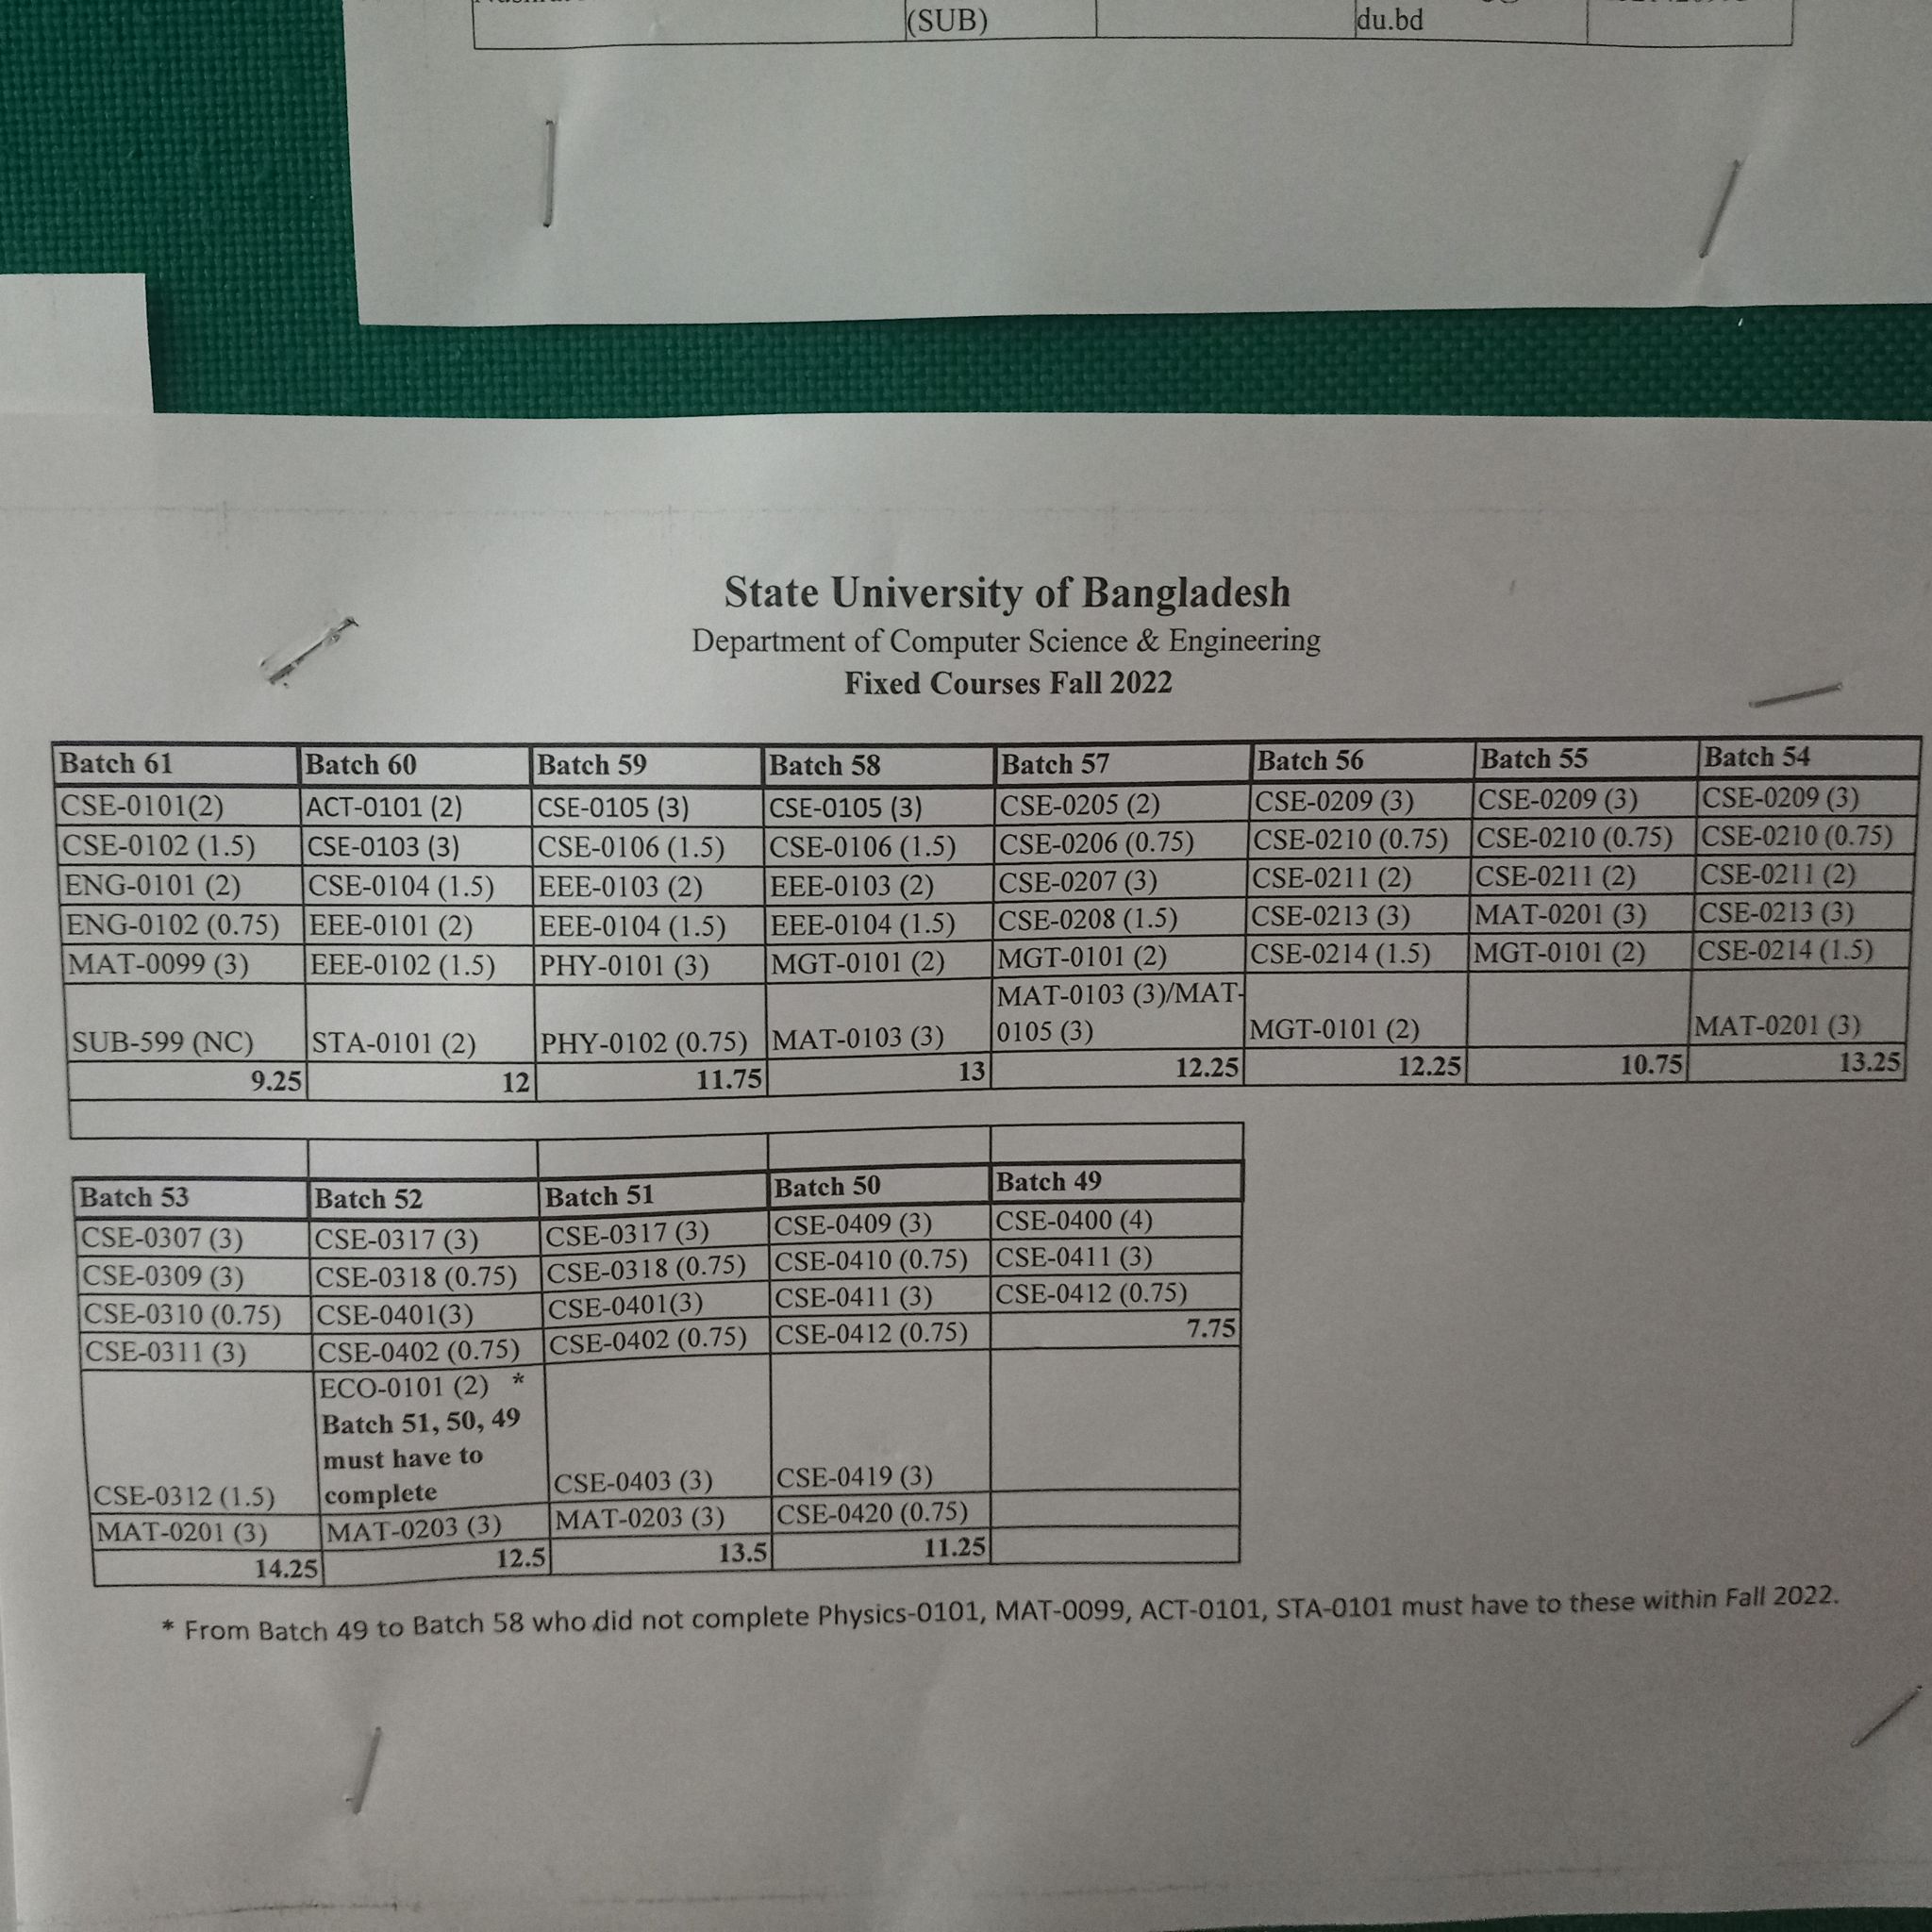 (SUB) du.bd
State University of Bangladesh
Department of Computer Science & Engineering
Fixed Courses Fall 2022
Batch 61 Batch 60 Batch 59 Batch 58 Batch 57 Batch 56 Batch 55 Batch 54
CSE-0101(2) ACT-0101 (2) CSE-0105 (3) CSE-0105 (3) CSE-0205 (2) CSE-0209 (3) CSE-0209 (3) CSE-0209 (3)
CSE-0102 (1.5) CSE-0103 (3) CSE-0106 (1.5) CSE-0106 (1.5) CSE-0206 (0.75) CSE-0210 (0.75) CSE-0210 (0.75) CSE-0210 (0.75)
ENG-0101 (2) CSE-0104 (1.5) EEE-0103 (2) EEE-0103 (2) CSE-0207 (3) CSE-0211 (2) CSE-0211 (2) CSE-0211 (2)
ENG-0102 (0.75) EEE-0101 (2) EEE-0104 (1.5) EEE-0104 (1.5) CSE-0208 (1.5) CSE-0213 (3) MAT-0201 (3) CSE-0213 (3)
MAT-0099 (3) EEE-0102 (1.5) PHY-0101 (3) MGT-0101 (2) MGT-0101 (2) CSE-0214 (1.5) MGT-0101 (2) CSE-0214 (1.5)
MAT-0103 (3)/MAT-
SUB-599 (NC) STA-0101 (2) PHY-0102 (0.75) MAT-0103 (3) 0105 (3) MGT-0101 (2) MAT-0201 (3)
9.25 12 11.75 13 12.25 12.25 10.75 13.25
Batch 53 Batch 52 Batch 51 Batch 50 Batch 49
CSE-0307 (3) CSE-0317 (3) CSE-0317 (3) CSE-0409 (3) CSE-0400 (4)
CSE-0309 (3) CSE-0318 (0.75) CSE-0318 (0.75) CSE-0410 (0.75) CSE-0411 (3)
CSE-0310 (0.75) CSE-0401(3) CSE-0401(3) CSE-0411 (3) CSE-0412 (0.75)
CSE-0311 (3) CSE-0402 (0.75) CSE-0402 (0.75) CSE-0412 (0.75) 7.75
ECO-0101 (2) *
Batch 51, 50, 49
must have to
CSE-0312 (1.5) complete CSE-0403 (3) CSE-0419 (3)
MAT-0201 (3) MAT-0203 (3) MAT-0203 (3) CSE-0420 (0.75)
14.25 12.5 13.5 11.25
* From Batch 49 to Batch 58 who did not complete Physics-0101, MAT-0099, ACT-0101, STA-0101 must have to these within Fall 2022.